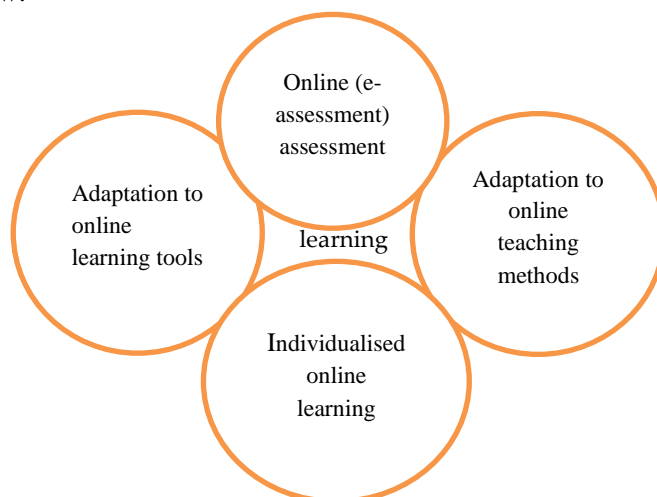 Online (e-
assessment)
assessment
Adaptation to
online
learning tools
learning
Adaptation to
online
teaching
methods
Individualised
online
learning